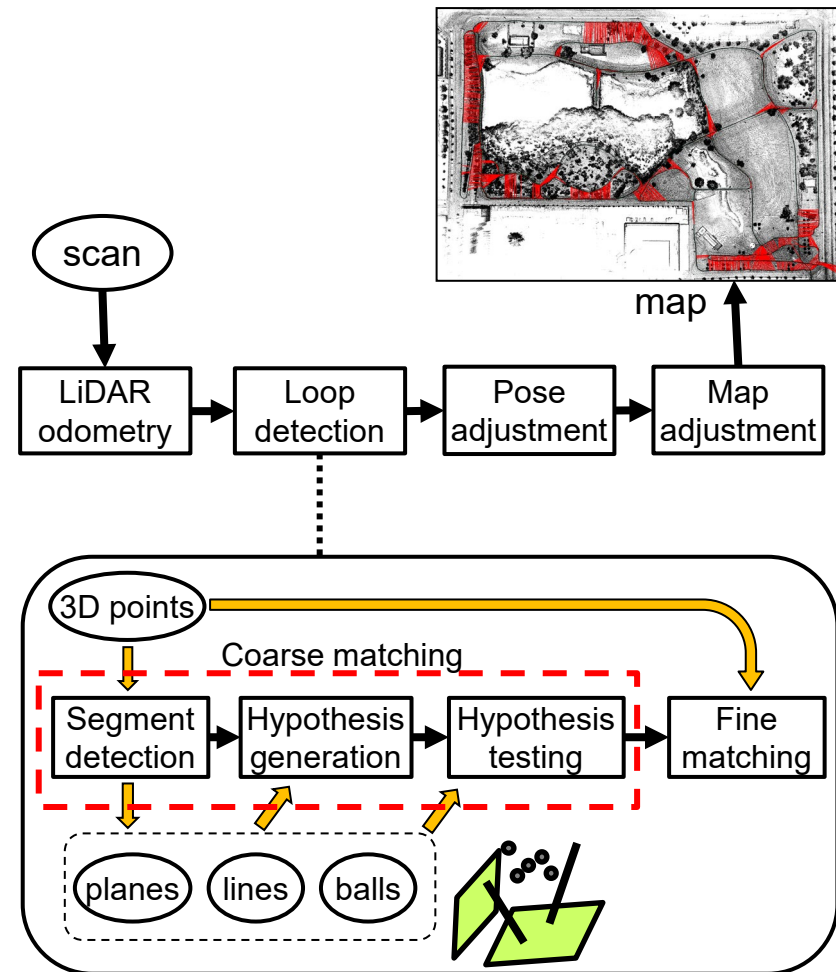 scan
map
LiDAR
odometry
Loop
detection
Pose
adjustment
Map
adjustment
3D points
Coarse matching
Segment
detection
Hypothesis
generation
Hypothesis
testing
Fine
matching
planes
lines
balls